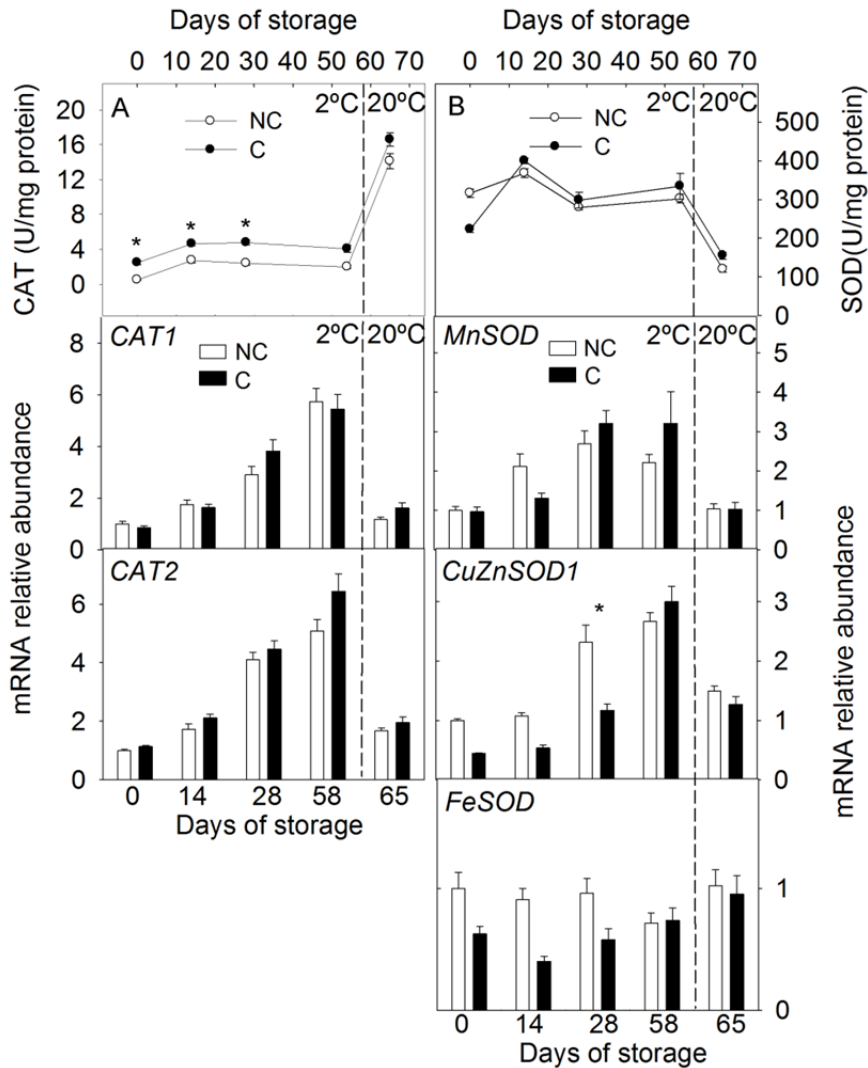 Days of storage
Days of storage
0 10 20 30 40 50 60 70
0 10 20 30 40 50 60 70
A
2ºC
20ºC
NC
C
20
16
12
8
4
0
CAT (U/mg protein)
*
*
*
B
2ºC
20ºC
NC
C
500
400
300
200
100
0
SOD(U/mg protein)
CAT1
2ºC
20ºC
NC
C
8
6
4
2
0
MnSOD
2ºC
20ºC
NC
C
5
4
3
2
1
0
mRNA relative abundance
CAT2
6
4
2
0
0 14 28 58 65
Days of storage
CuZnSOD1
*
3
2
1
0
mRNA relative abundance
FeSOD
1
0
0 14 28 58 65
Days of storage